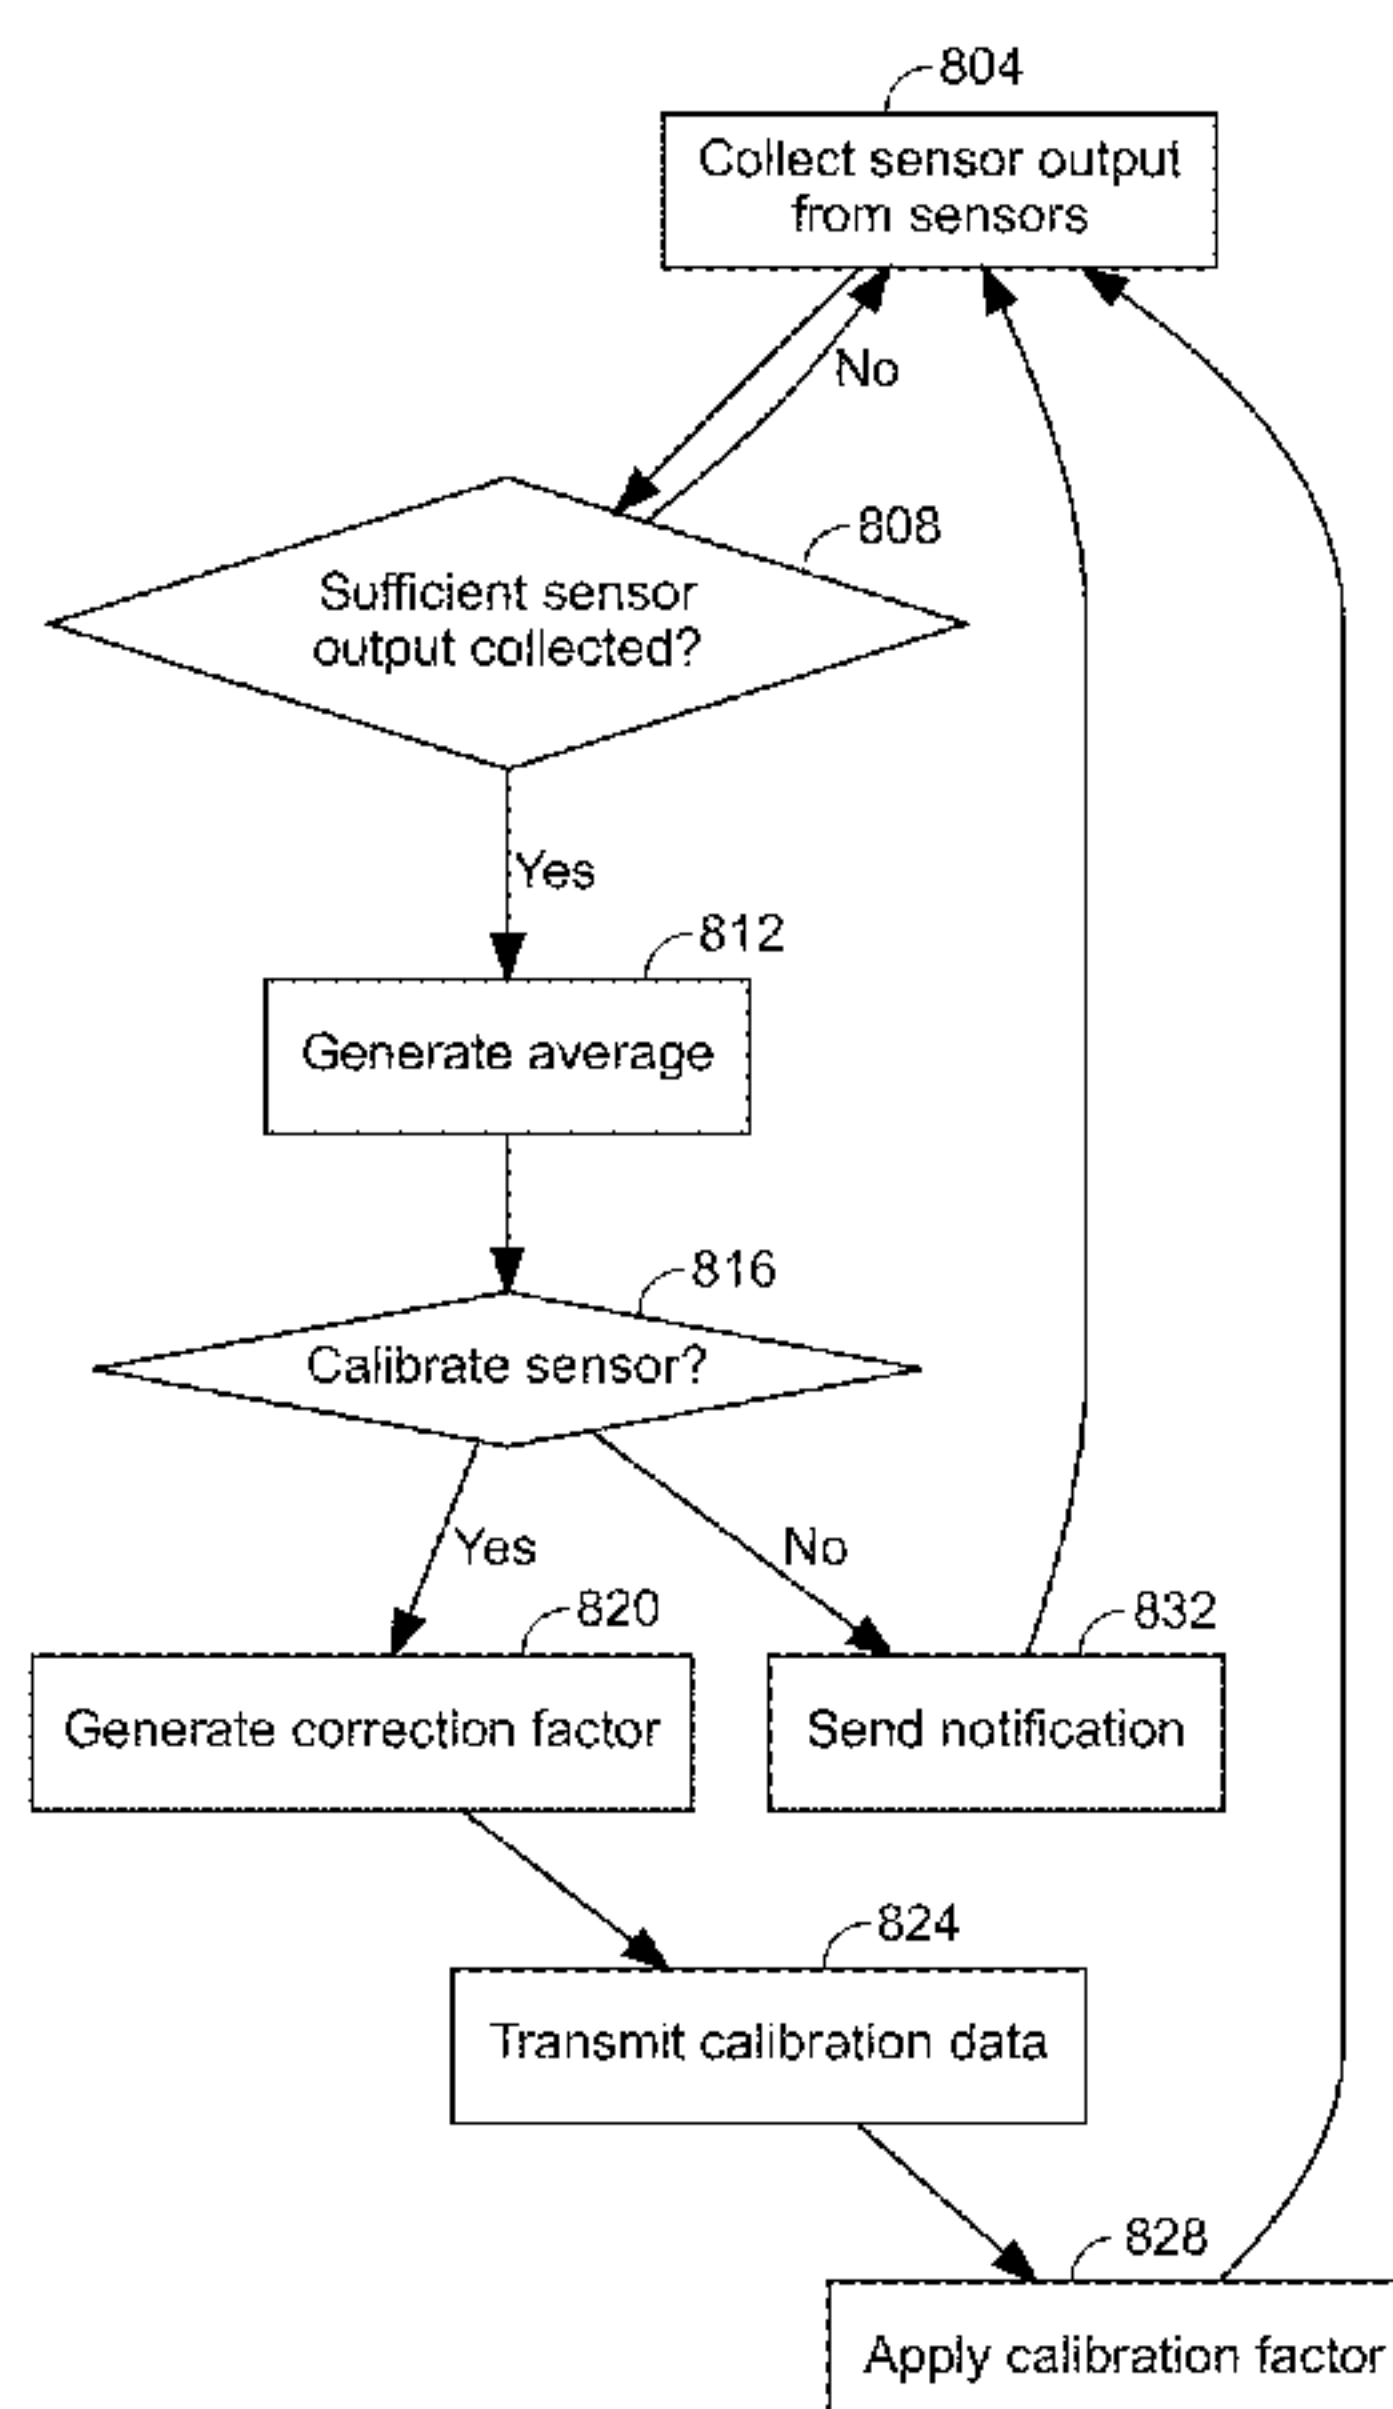 804
Collect sensor output
from sensors
No
808
Sufficient sensor
output collected?
Yes
812
Generate average
816
Calibrate sensor?
Yes
No
820
832
Generate correction factor
Send notification
824
Transmit calibration data
828
Apply calibration factor